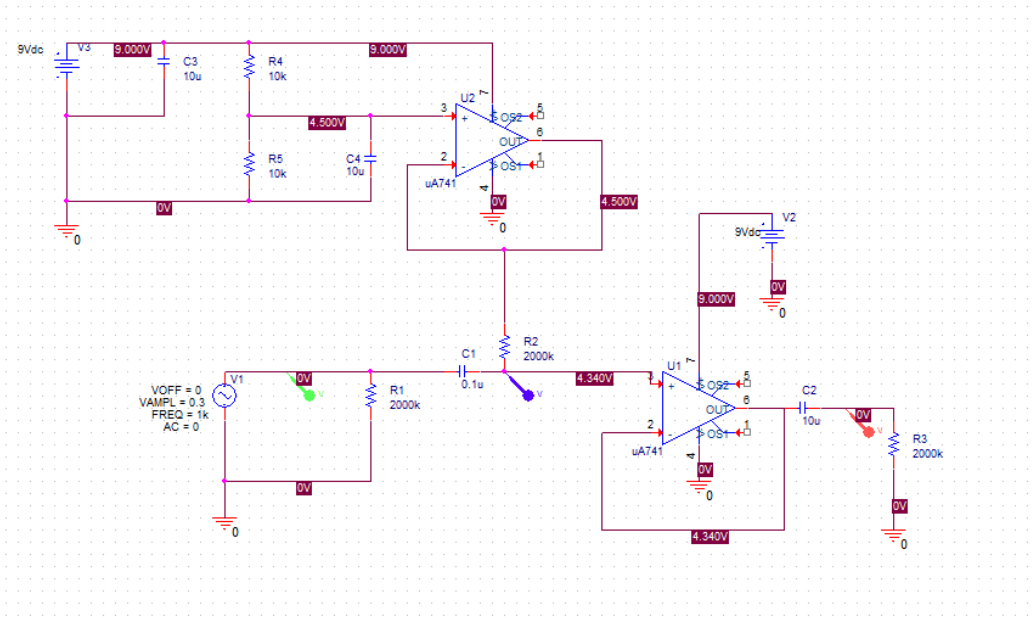 9Vdc
V3
9.000V
C3
10u
R4
10k
9.000V
4.500V
R5
10k
C4
10u
0V
0
U2
7
3
+
2
-
uA741
4
OS2
5
OUT
6
OS1
1
0V
0
4.500V
V2
9Vdc
9.000V
0V
0
R2
2000k
C1
0.1u
V1
VOFF = 0
VAMPL = 0.3
FREQ = 1k
AC = 0
0V
V
R1
2000k
0V
0
V
4.340V
U1
7
3
+
2
-
uA741
4
OS2
5
OUT
6
OS1
1
0V
0
4.340V
C2
10u
0V
V
R3
2000k
0V
0